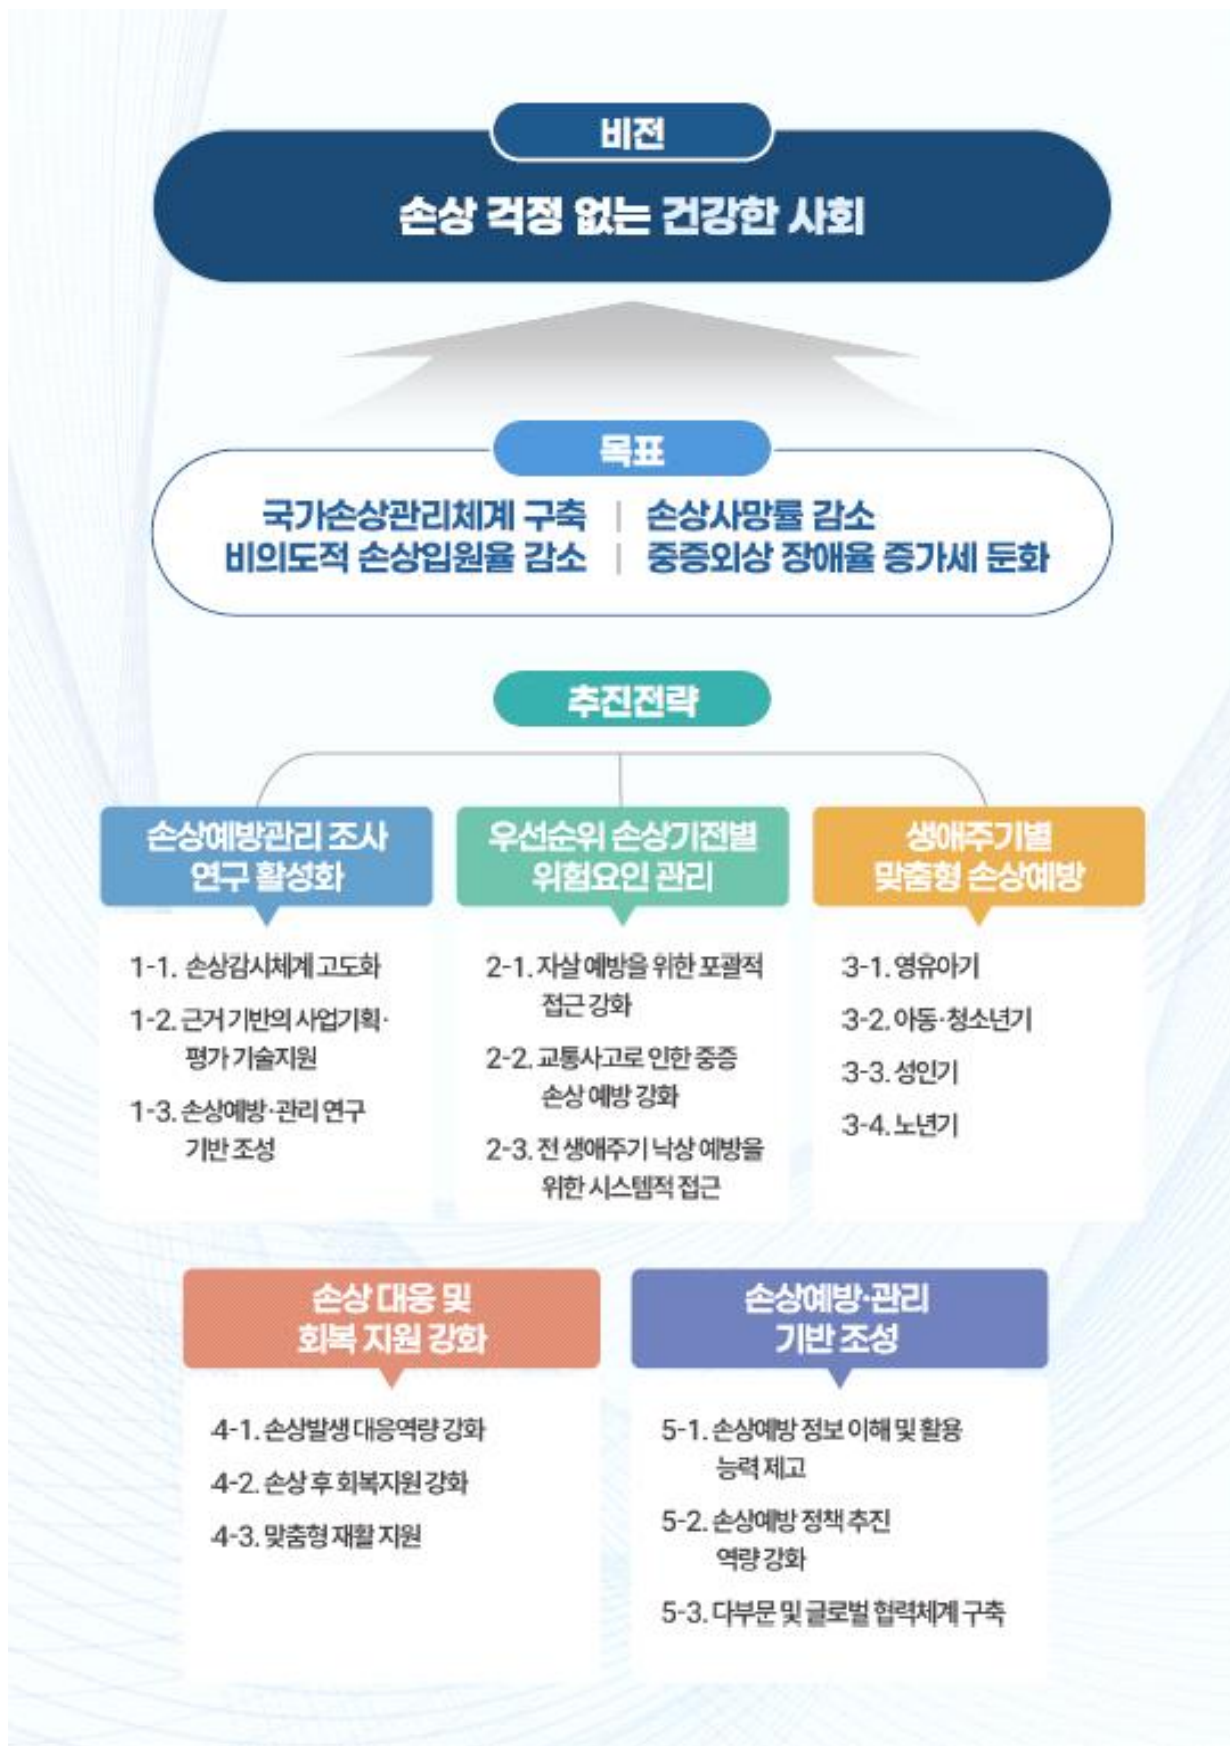 비전
손상 걱정 없는 건강한 사회
목표
국가손상관리체계 구축 | 손상사망률 감소
비의도적 손상입원율 감소 | 중증외상 장애율 증가세 둔화
추진전략
손상예방관리 조사
연구 활성화
1-1. 손상감시체계 고도화
1-2. 근거 기반의 사업기획·
평가 기술지원
1-3. 손상예방·관리 연구
기반 조성
우선순위 손상기전별
위험요인 관리
2-1. 자살 예방을 위한 포괄적
접근 강화
2-2. 교통사고로 인한 중증
손상 예방 강화
2-3. 전 생애주기 낙상 예방을
위한 시스템적 접근
생애주기별
맞춤형 손상예방
3-1. 영유아기
3-2. 아동·청소년기
3-3. 성인기
3-4. 노년기
손상 대응 및
회복 지원 강화
4-1. 손상발생 대응역량 강화
4-2. 손상 후 회복지원 강화
4-3. 맞춤형 재활 지원
손상예방·관리
기반 조성
5-1. 손상예방 정보 이해 및 활용
능력 제고
5-2. 손상예방 정책 추진
역량 강화
5-3. 다부문 및 글로벌 협력체계 구축